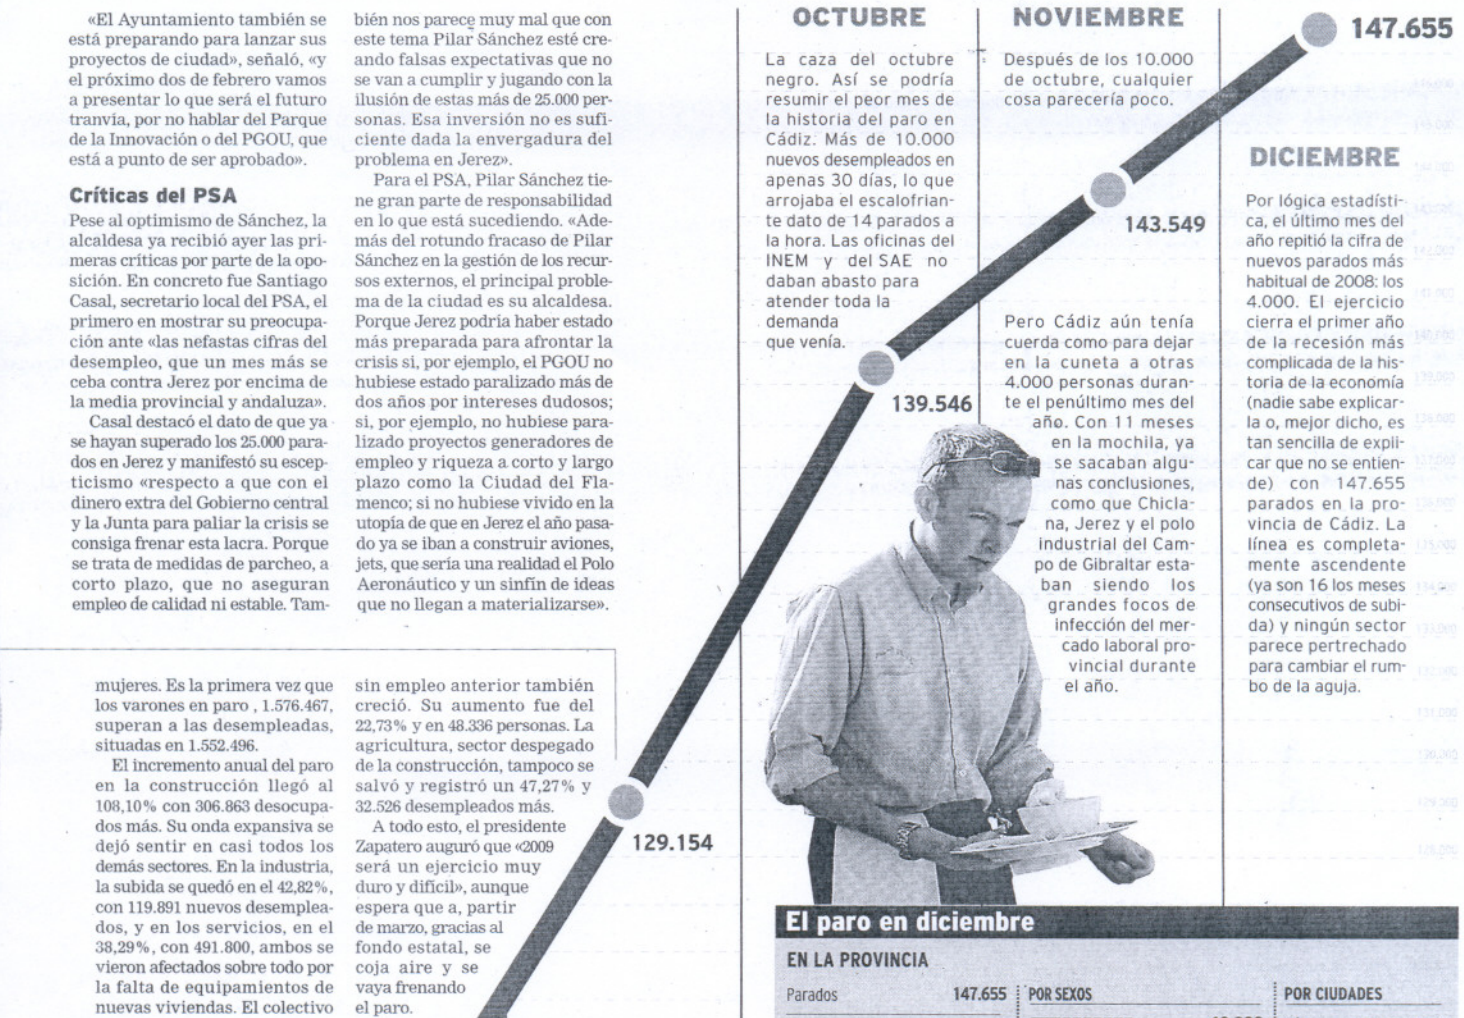 «El Ayuntamiento también se
está preparando para lanzar sus
proyectos de ciudad», señaló, «y
el próximo dos de febrero vamos
a presentar lo que será el futuro
tranvía, por no hablar del Parque
de la Innovación o del PGOU, que
está a punto de ser aprobado».
Críticas del PSA
Pese al optimismo de Sánchez, la
alcaldesa ya recibió ayer las pri-
meras críticas por parte de la opo-
sición. En concreto fue Santiago
Casal, secretario local del PSA, el
primero en mostrar su preocupa-
ción ante «las nefastas cifras del
desempleo, que un mes más se
ceba contra Jerez por encima de
la media provincial y andaluza».
Casal destacó el dato de que ya
se hayan superado los 25.000 para-
dos en Jerez y manifestó su escep-
ticismo «respecto a que con el
dinero extra del Gobierno central
y la Junta para paliar la crisis se
consiga frenar esta lacra. Porque
se trata de medidas de parcheo, a
corto plazo, que no aseguran
empleo de calidad ni estable. Tam-
bién nos parece muy mal que con
este tema Pilar Sánchez esté cre-
ando falsas expectativas que no
se van a cumplir y jugando con la
ilusión de estas más de 25.000 per-
sonas. Esa inversión no es sufi-
ciente dada la envergadura del
problema en Jerez».
Para el PSA, Pilar Sánchez tie-
ne gran parte de responsabilidad
en lo que está sucediendo. «Ade-
más del rotundo fracaso de Pilar
Sánchez en la gestión de los recur-
sos externos, el principal proble-
ma de la ciudad es su alcaldesa.
Porque Jerez podría haber estado
más preparada para afrontar la
crisis si, por ejemplo, el PGOU no
hubiese estado paralizado más de
dos años por intereses dudosos;
si, por ejemplo, no hubiese para-
lizado proyectos generadores de
empleo y riqueza a corto y largo
plazo como la Ciudad del Fla-
menco; si no hubiese vivido en la
utopía de que en Jerez el año pasa-
do ya se iban a construir aviones,
jets, que sería una realidad el Polo
Aeronáutico y un sinfín de ideas
que no llegan a materializarse».
mujeres. Es la primera vez que
los varones en paro , 1.576.467,
superan a las desempleadas,
situadas en 1.552.496.
El incremento anual del paro
en la construcción llegó al
108,10% con 306.863 desocupa-
dos más. Su onda expansiva se
dejó sentir en casi todos los
demás sectores. En la industria,
la subida se quedó en el 42,82%,
con 119.891 nuevos desemplea-
dos, y en los servicios, en el
38,29%, con 491.800, ambos se
vieron afectados sobre todo por
la falta de equipamientos de
nuevas viviendas. El colectivo
sin empleo anterior también
creció. Su aumento fue del
22,73% y en 48.336 personas. La
agricultura, sector despegado
de la construcción, tampoco se
salvó y registró un 47,27% y
32.526 desempleados más.
A todo esto, el presidente
Zapatero auguró que «2009
será un ejercicio muy
duro y difícil», aunque
espera que a, partir
de marzo, gracias al
fondo estatal, se
coja aire y se
vaya frenando
el paro.
OCTUBRE
La caza del octubre
negro. Así se podría
resumir el peor mes de
la historia del paro en
Cádiz. Más de 10.000
nuevos desempleados en
apenas 30 días, lo que
arrojaba el escalofrian-
te dato de 14 parados a
la hora. Las oficinas del
INEM y del SAE no
daban abasto para
atender toda la
demanda
que venía.
NOVIEMBRE
Después de los 10.000
de octubre, cualquier
cosa parecería poco.
Pero Cádiz aún tenía
cuerda como para dejar
en la cuneta a otras
4.000 personas duran-
te el penúltimo mes del
año. Con 11 meses
en la mochila, ya
se sacaban algu-
nas conclusiones,
como que Chicla-
na, Jerez y el polo
industrial del Cam-
po de Gibraltar esta-
ban siendo los
grandes focos de
infección del mer-
cado laboral pro-
vincial durante
el año.
DICIEMBRE
Por lógica estadísti-
ca, el último mes del
año repitió la cifra de
nuevos parados más
habitual de 2008: los
4.000. El ejercicio
cierra el primer año
de la recesión más
complicada de la his-
toria de la economía
(nadie sabe explicar-
la o, mejor dicho, es
tan sencilla de expli-
car que no se entien-
de) con 147.655
parados en la pro-
vincia de Cádiz. La
línea es completa-
mente ascendente
(ya son 16 los meses
consecutivos de subi-
da) y ningún sector
parece pertrechado
para cambiar el rum-
bo de la aguja.
147.655
143.549
139.546
129.154
El paro en diciembre
EN LA PROVINCIA
Parados 147.655
POR SEXOS
POR CIUDADES